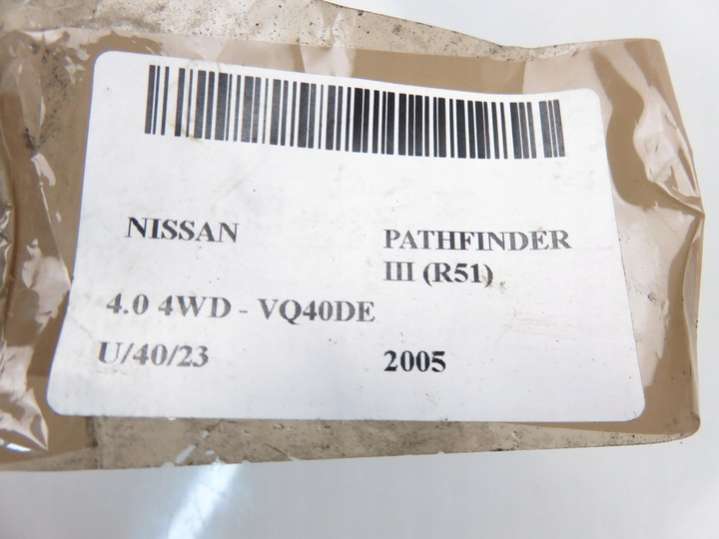 NISSAN PATHFINDER
III (R51)
4.0 4WD - VQ40DE
U/40/23 2005